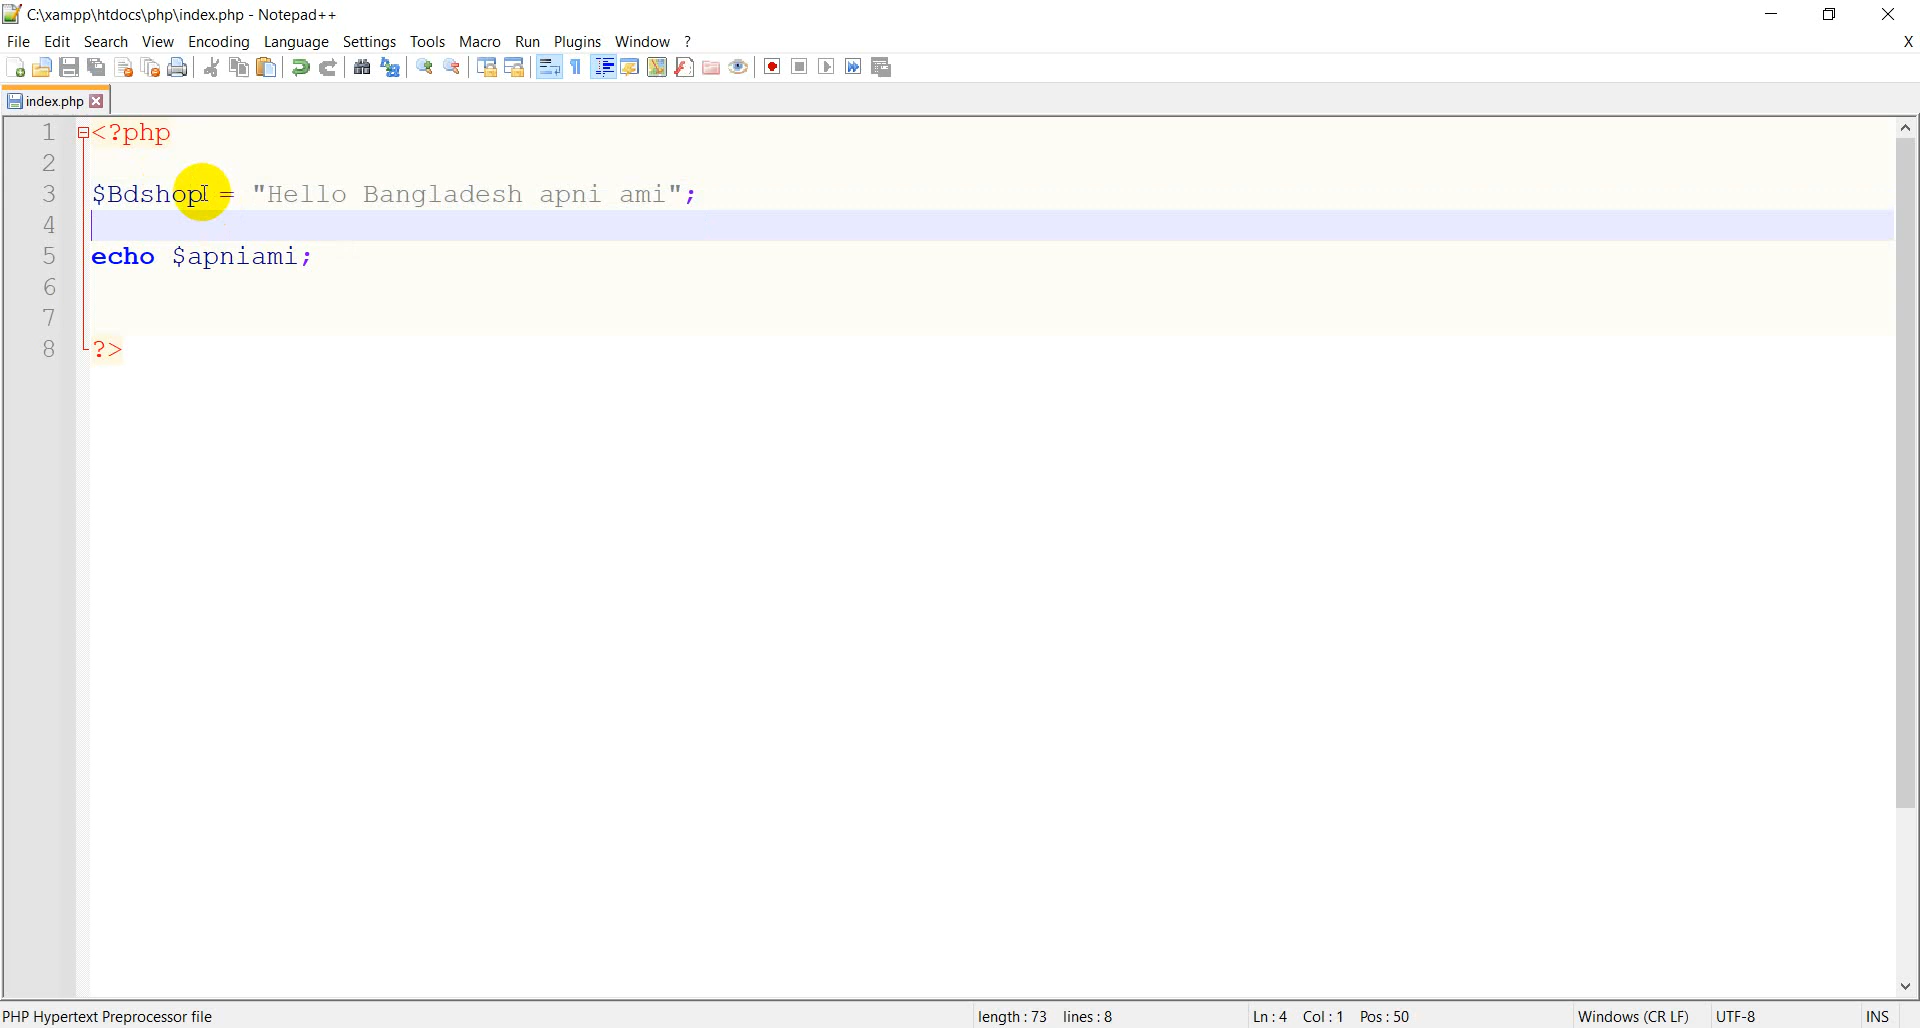 C:\xampp\htdocs\php\index.php - Notepad++
File Edit Search View Encoding Language Settings Tools Macro Run Plugins Window ? X
index.php
1 <?php
2
3 $Bdshop = "Hello Bangladesh apni ami";
4
5 echo $apniami;
6
7
8 ?>
PHP Hypertext Preprocessor file length : 73 lines : 8 Ln : 4 Col : 1 Pos : 50 Windows (CR LF) UTF-8 INS